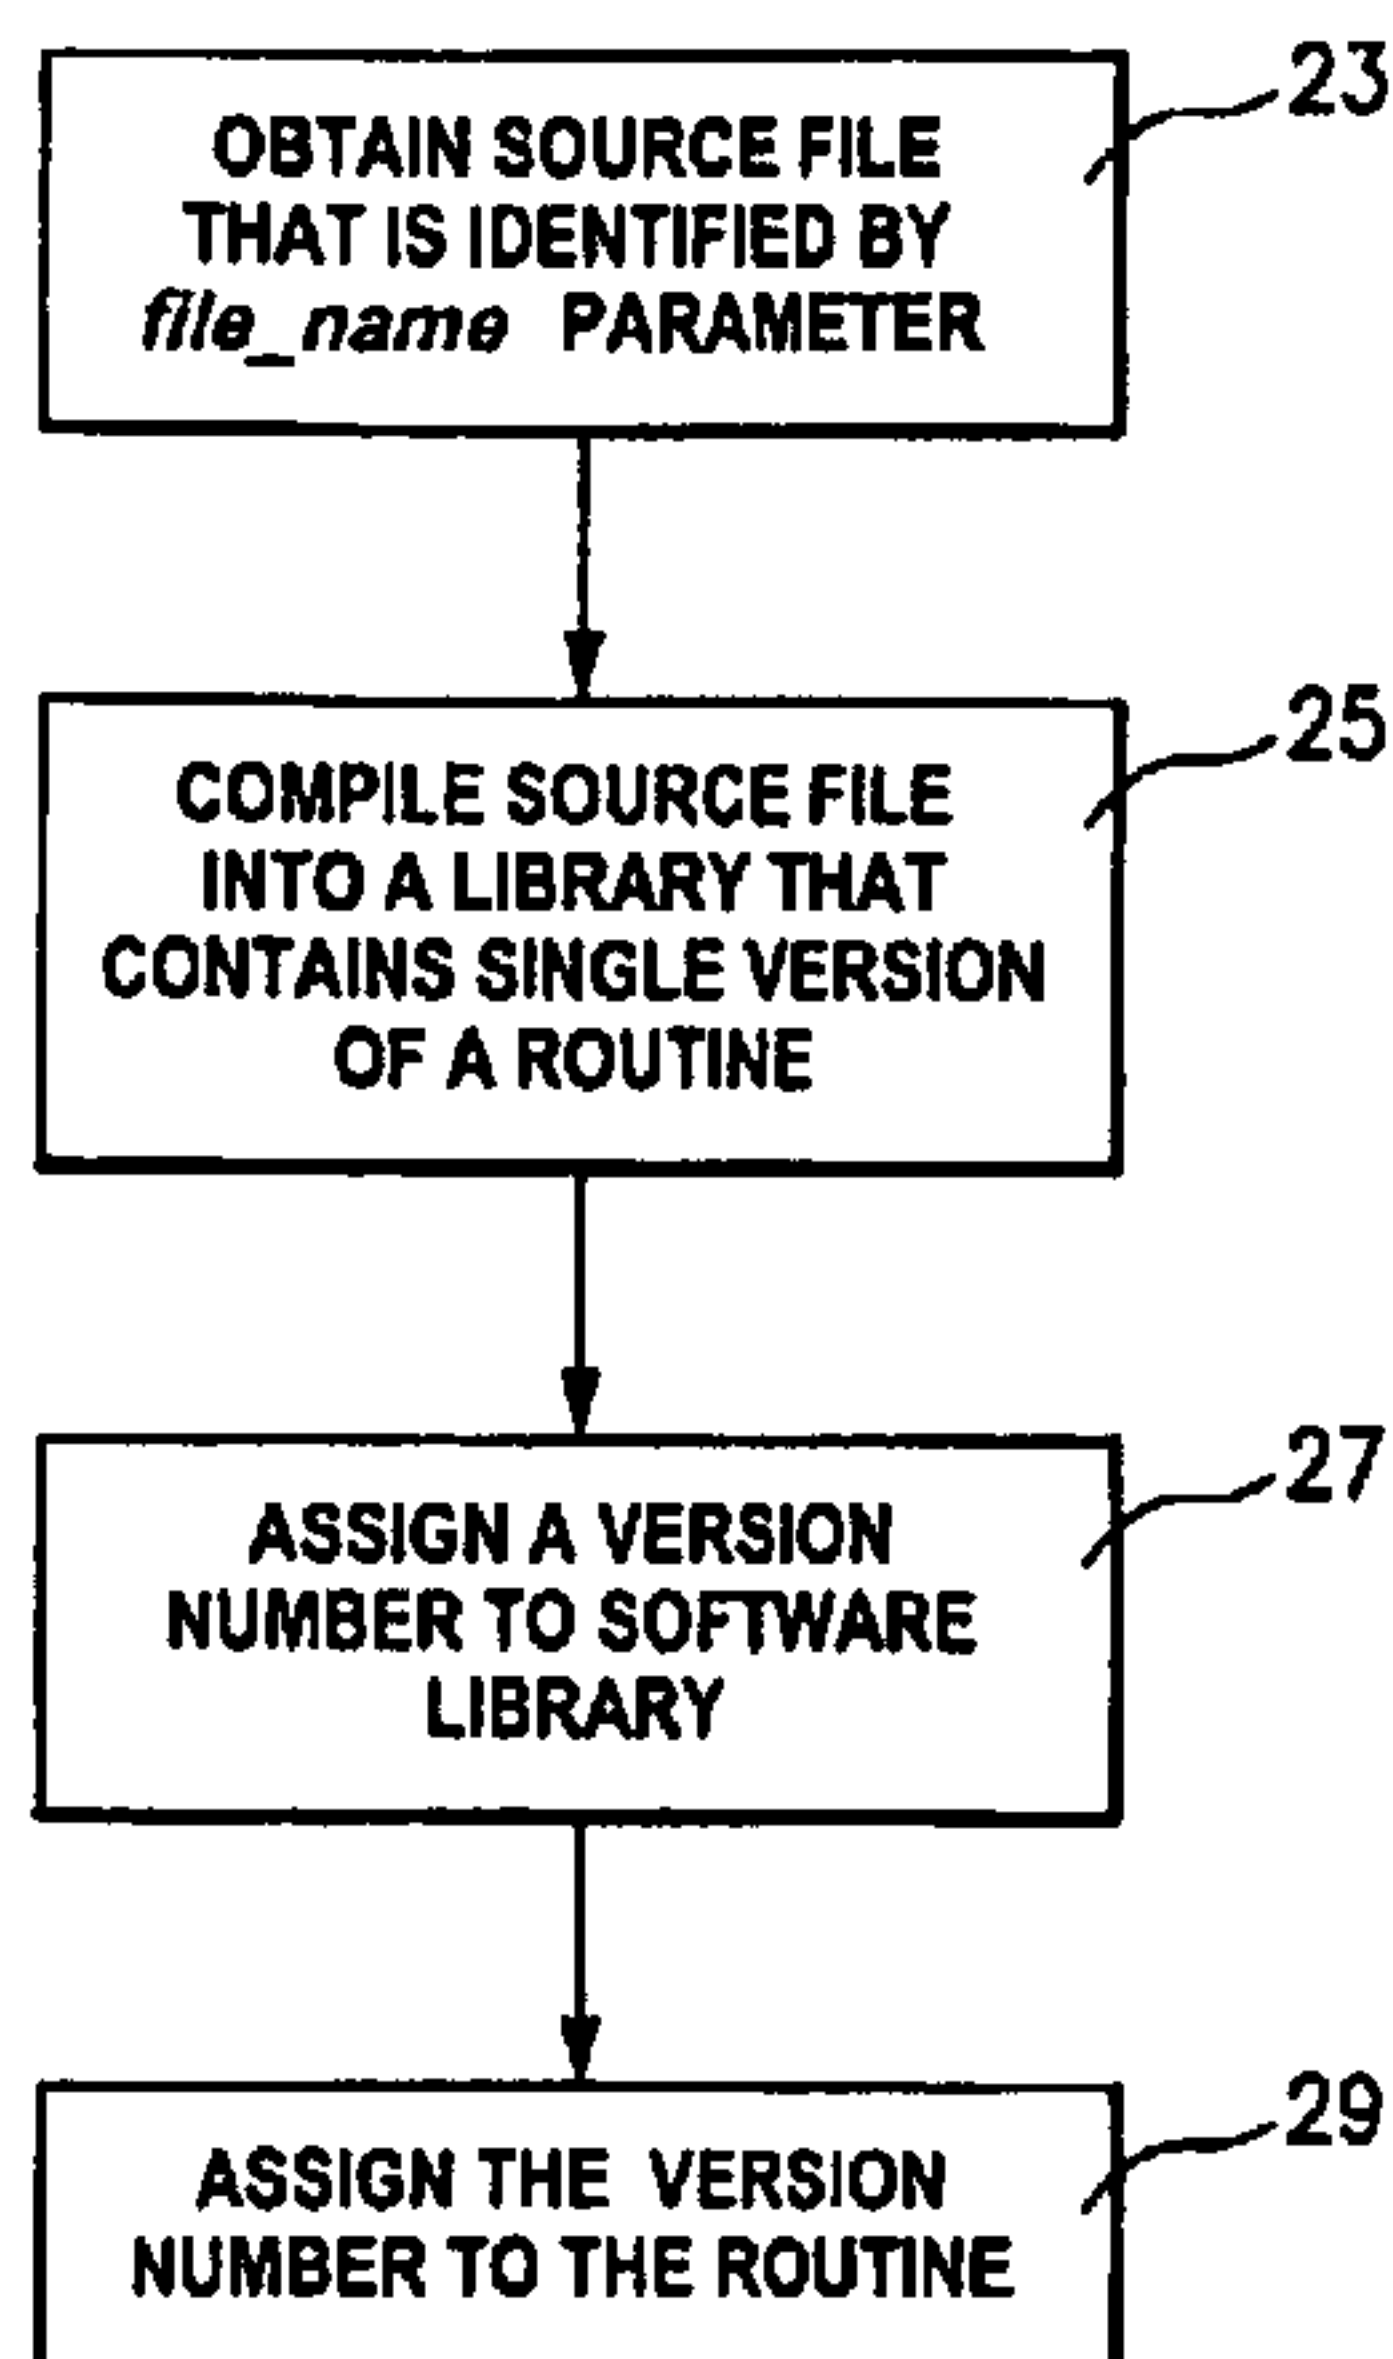 23
OBTAIN SOURCE FILE
THAT IS IDENTIFIED BY
file_name PARAMETER
25
COMPILE SOURCE FILE
INTO A LIBRARY THAT
CONTAINS SINGLE VERSION
OF A ROUTINE
27
ASSIGN A VERSION
NUMBER TO SOFTWARE
LIBRARY
29
ASSIGN THE VERSION
NUMBER TO THE ROUTINE